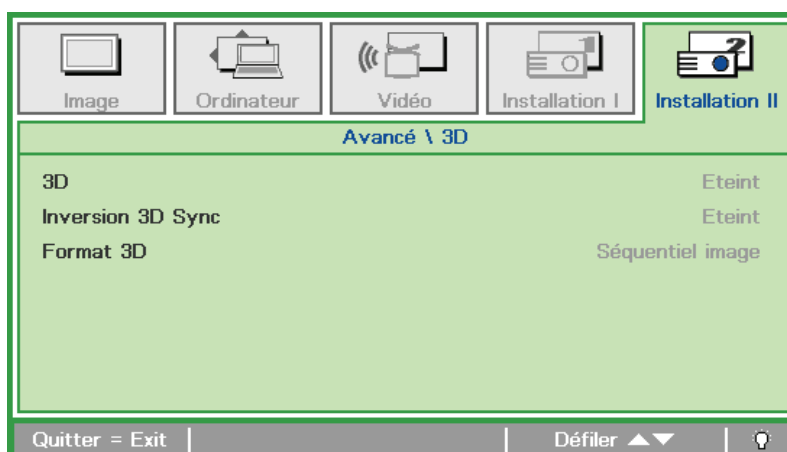 Image Ordinateur Vidéo Installation I Installation II
Avancé \ 3D
3D Eteint
Inversion 3D Sync Eteint
Format 3D Séquentiel image
Quitter = Exit Défiler ▲▼